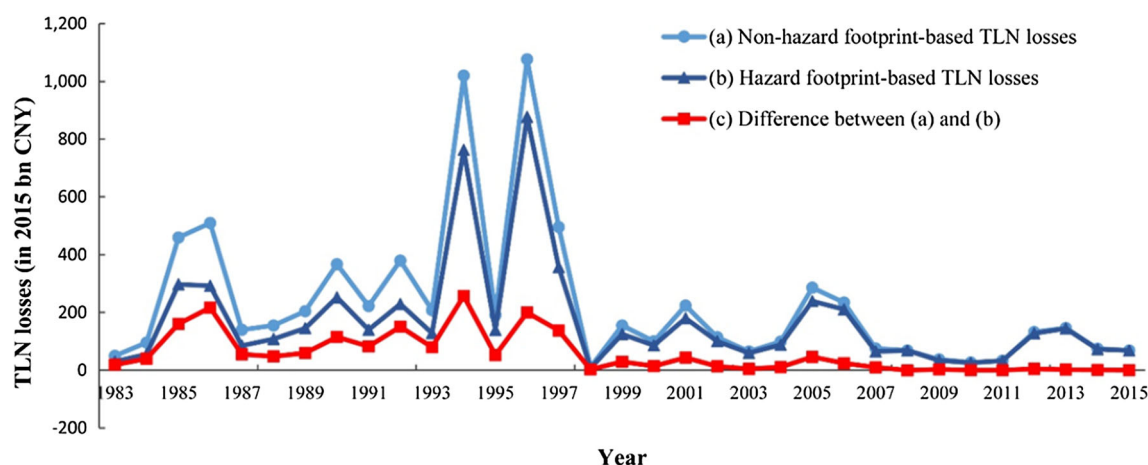 1,200
1,000
800
600
400
200
0
-200
TLN losses (in 2015 bn CNY)
(a) Non-hazard footprint-based TLN losses
(b) Hazard footprint-based TLN losses
(c) Difference between (a) and (b)
1983 1985 1987 1989 1991 1993 1995 1997 1999 2001 2003 2005 2007 2009 2011 2013 2015
Year